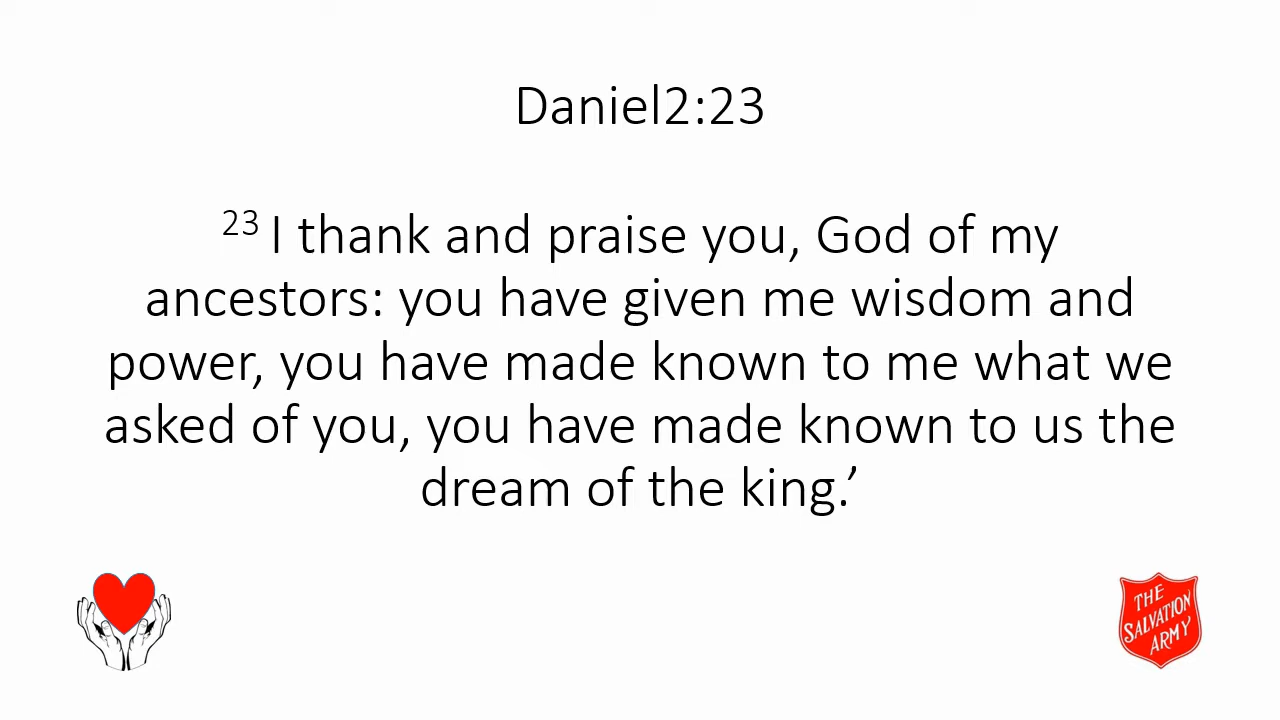 Daniel2:23
23 I thank and praise you, God of my
ancestors: you have given me wisdom and
power, you have made known to me what we
asked of you, you have made known to us the
dream of the king.’
THE
SALVATION
ARMY